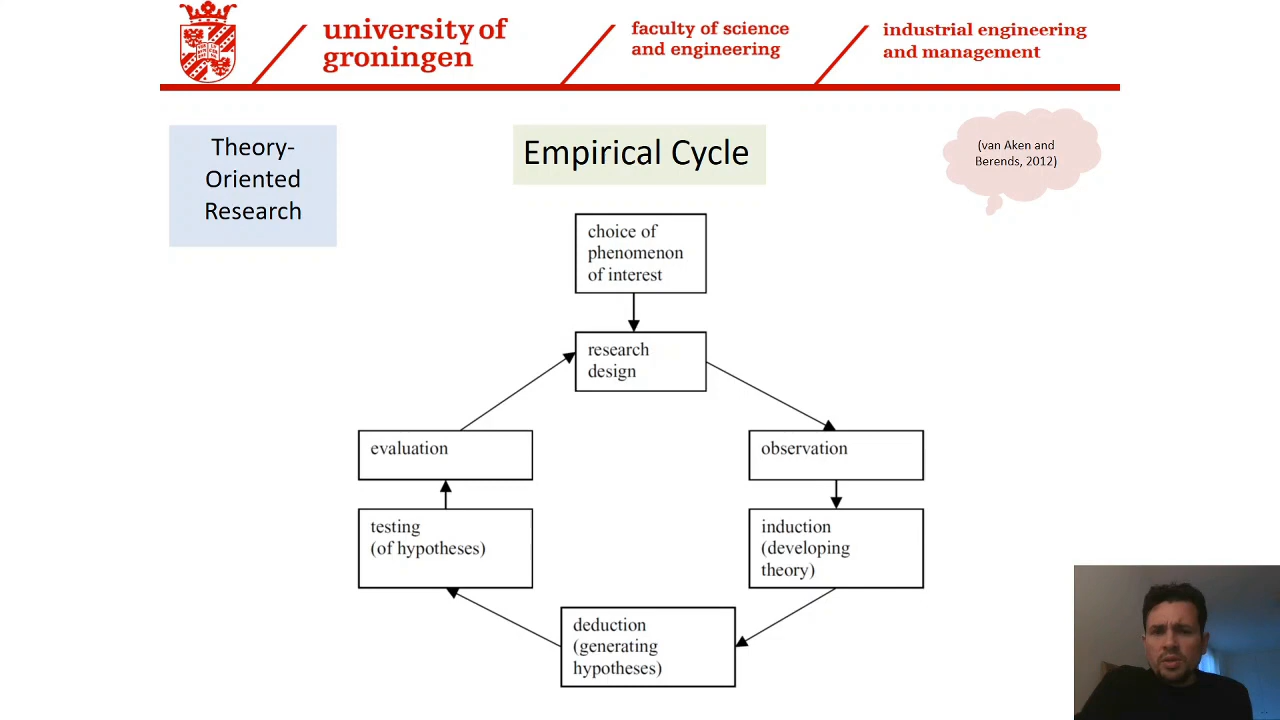 university of
groningen
faculty of science
and engineering
industrial engineering
and management
Theory-
Oriented
Research
Empirical Cycle
(van Aken and
Berends, 2012)
choice of
phenomenon
of interest
research
design
evaluation
observation
testing
(of hypotheses)
induction
(developing
theory)
deduction
(generating
hypotheses)